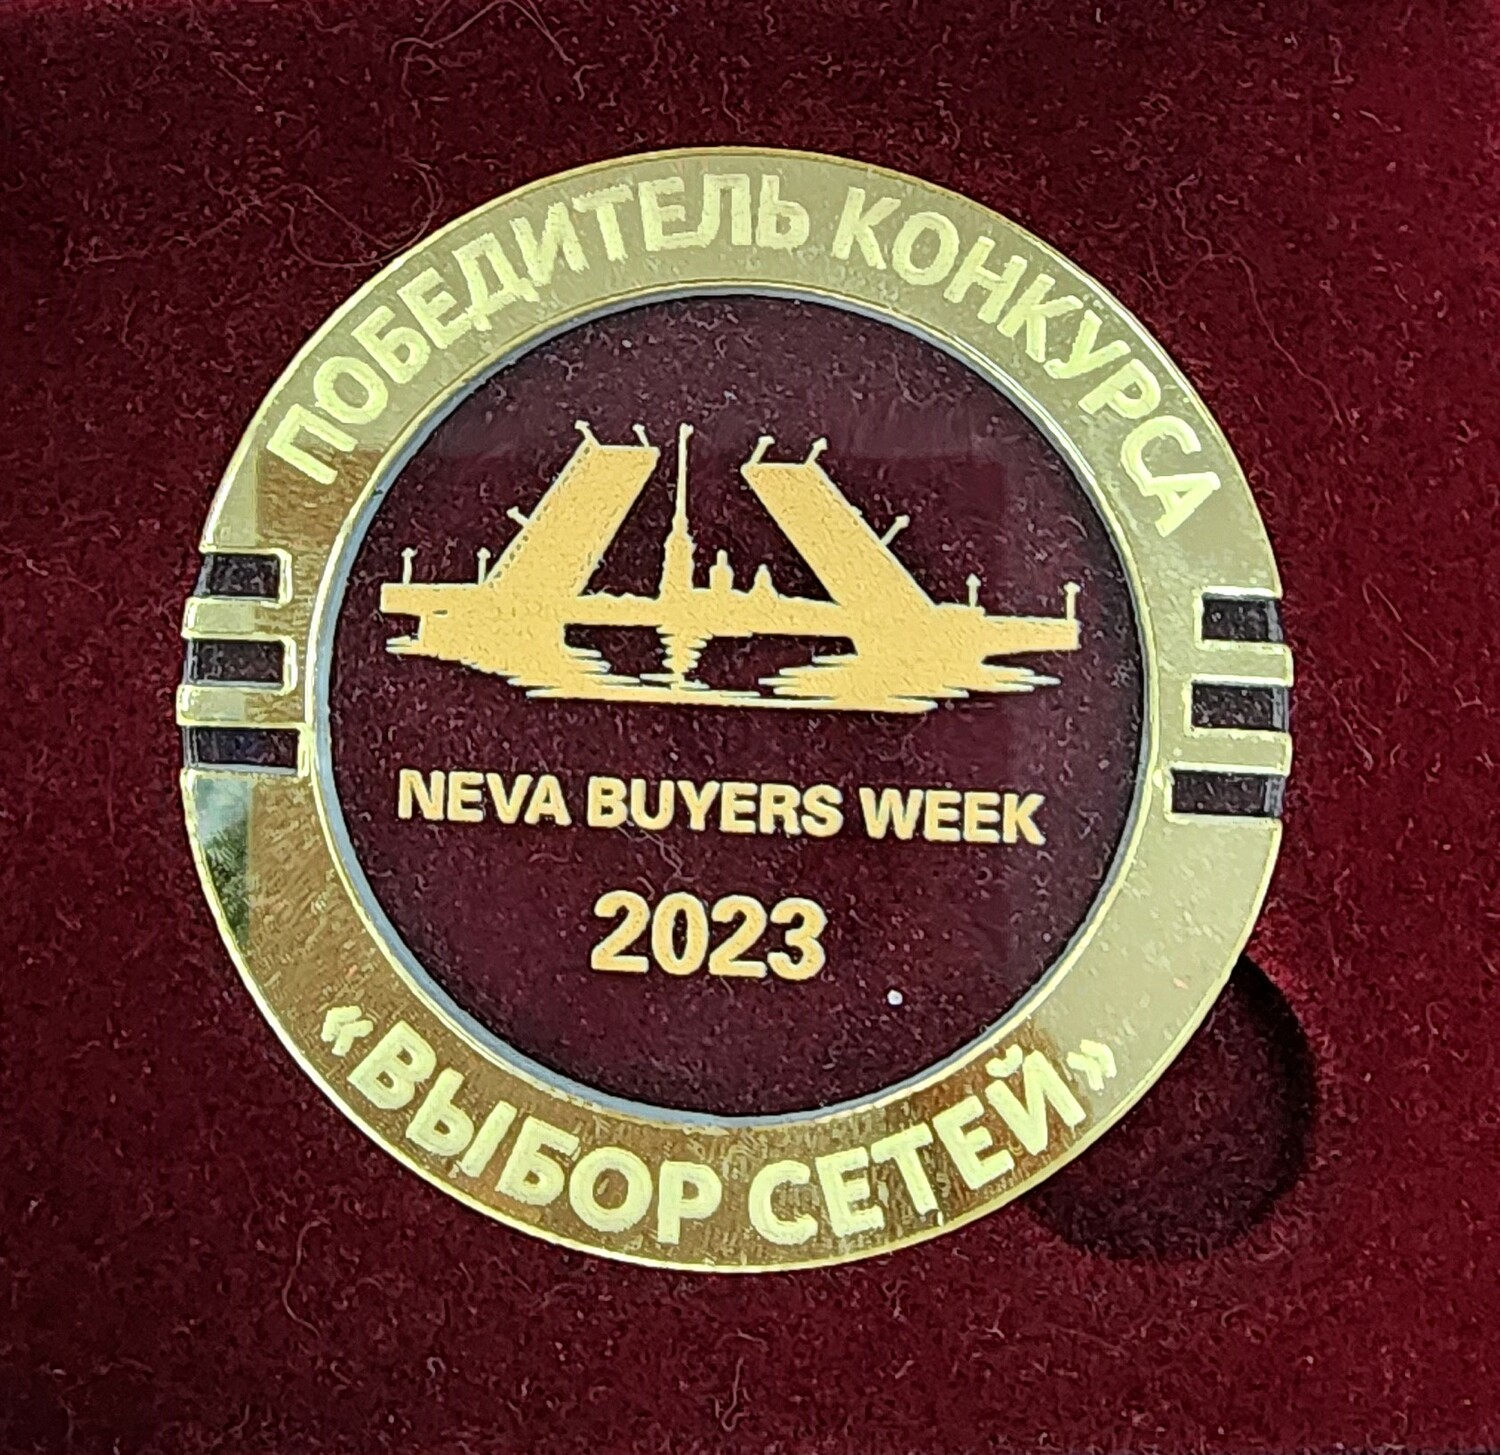 ПОБЕДИТЕЛЬ КОНКУРСА
NEVA BUYERS WEEK
2023
«ВЫБОР СЕТЕЙ»